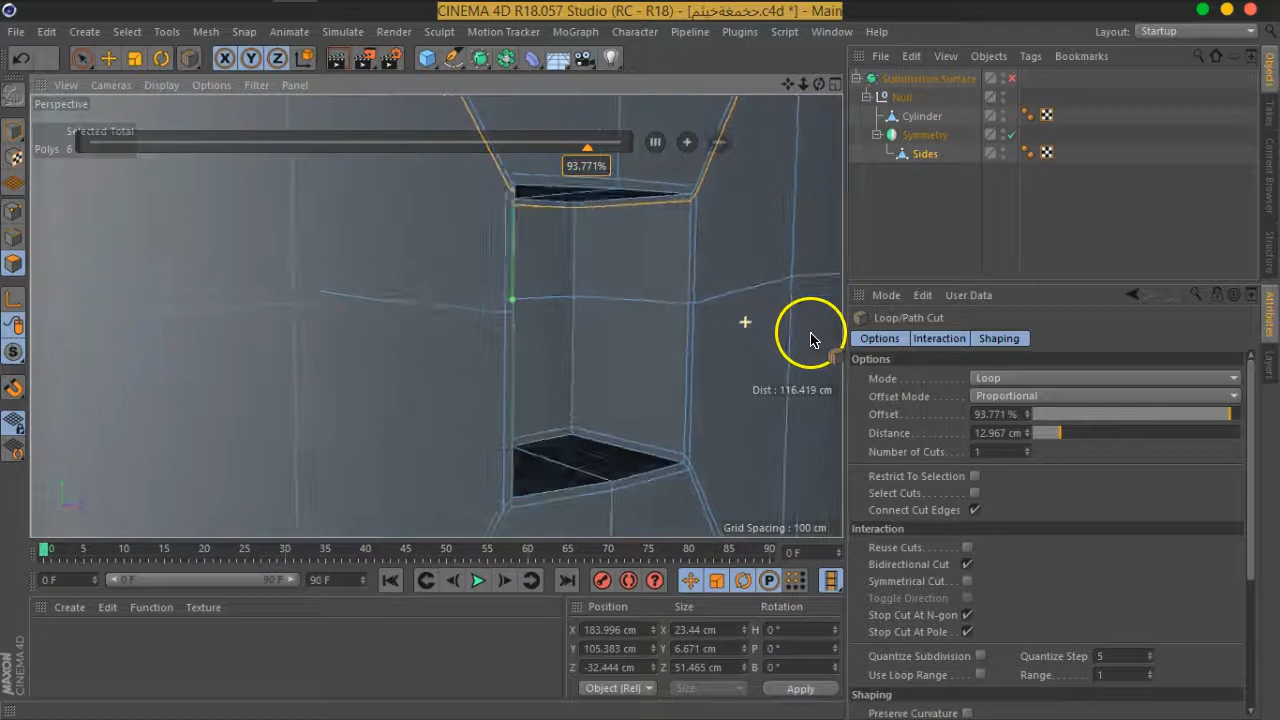 CINEMA 4D R18.057 Studio (RC - R18) - [حخمغةخيثم.c4d *] - Main
File Edit Create Select Tools Mesh Snap Animate Simulate Render Sculpt Motion Tracker MoGraph Character Pipeline Plugins Script Window Help Layout: Startup
X Y Z
File Edit View Objects Tags Bookmarks
View Cameras Display Options Filter Panel
Subdivision Surface
Null
Cylinder
Symmetry
Sides
Perspective
Selected Total
Polys 6
93.771%
Dist : 116.419 cm
Grid Spacing : 100 cm
Objects
Takes
Content Browser
Structure
Attributes
Layers
Mode Edit User Data
Loop/Path Cut
Options Interaction Shaping
Options
Mode Loop
Offset Mode Proportional
Offset 93.771 %
Distance 12.967 cm
Number of Cuts 1
Restrict To Selection
Select Cuts
Connect Cut Edges
Interaction
Reuse Cuts
Bidirectional Cut
Symmetrical Cut
Toggle Direction
Stop Cut At N-gon
Stop Cut At Pole
Quantize Subdivision Quantize Step 5
Use Loop Range Range 1
Shaping
Preserve Curvature
0 5 10 15 20 25 30 35 40 45 50 55 60 65 70 75 80 85 90 0 F
0 F 0 F 90 F 90 F
Create Edit Function Texture
Position Size Rotation
X 183.996 cm X 23.44 cm H 0 °
Y 105.383 cm Y 6.671 cm P 0 °
Z -32.444 cm Z 51.465 cm B 0 °
Object (Rel) Size Apply
MAXON
CINEMA 4D